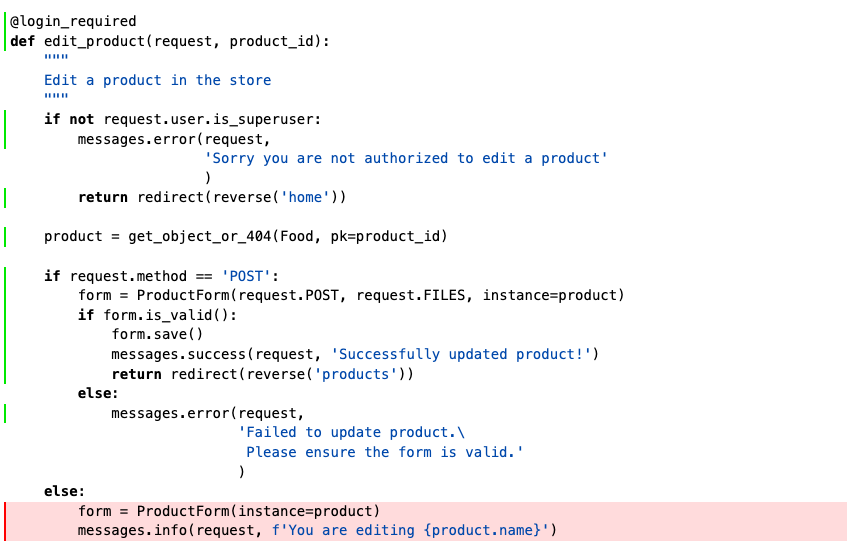 @login_required
def edit_product(request, product_id):
    """
    Edit a product in the store
    """
    if not request.user.is_superuser:
        messages.error(request,
                       'Sorry you are not authorized to edit a product'
                       )
        return redirect(reverse('home'))

    product = get_object_or_404(Food, pk=product_id)

    if request.method == 'POST':
        form = ProductForm(request.POST, request.FILES, instance=product)
        if form.is_valid():
            form.save()
            messages.success(request, 'Successfully updated product!')
            return redirect(reverse('products'))
        else:
            messages.error(request,
                           'Failed to update product.\
                            Please ensure the form is valid.'
                           )
    else:
        form = ProductForm(instance=product)
        messages.info(request, f'You are editing {product.name}')